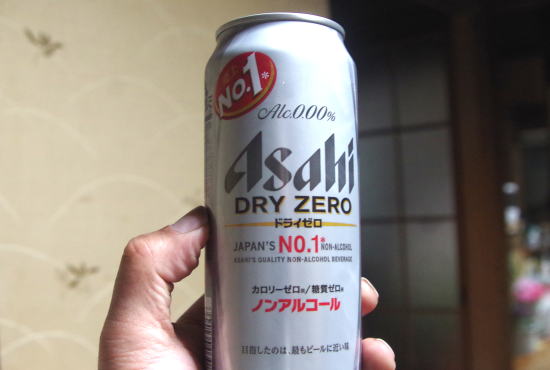 NO.1*
Alc.0.00%
Asahi
DRY ZERO
ドライゼロ
JAPAN'S NO.1* NON-ALCOHOL
ASAHI'S QUALITY NON-ALCOHOL BEVERAGE
カロリーゼロ※/糖質ゼロ※
ノンアルコール
目指したのは、最もビールに近い味